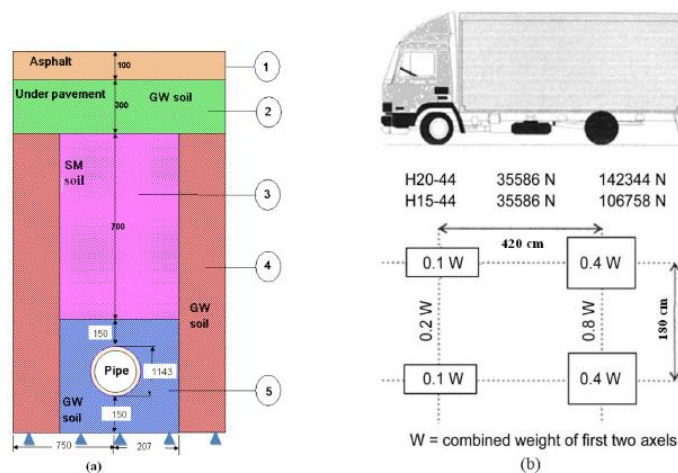 Asphalt
100
1
Under pavement
GW soil
300
2
SM
soil
3
700
4
GW
soil
150
Pipe
1143
5
GW
soil
150
750
207
(a)
H20-44 35586 N 142344 N
H15-44 35586 N 106758 N
420 cm
0.1 W
0.4 W
0.2 W
0.8 W
180 cm
0.1 W
0.4 W
W = combined weight of first two axels
(b)